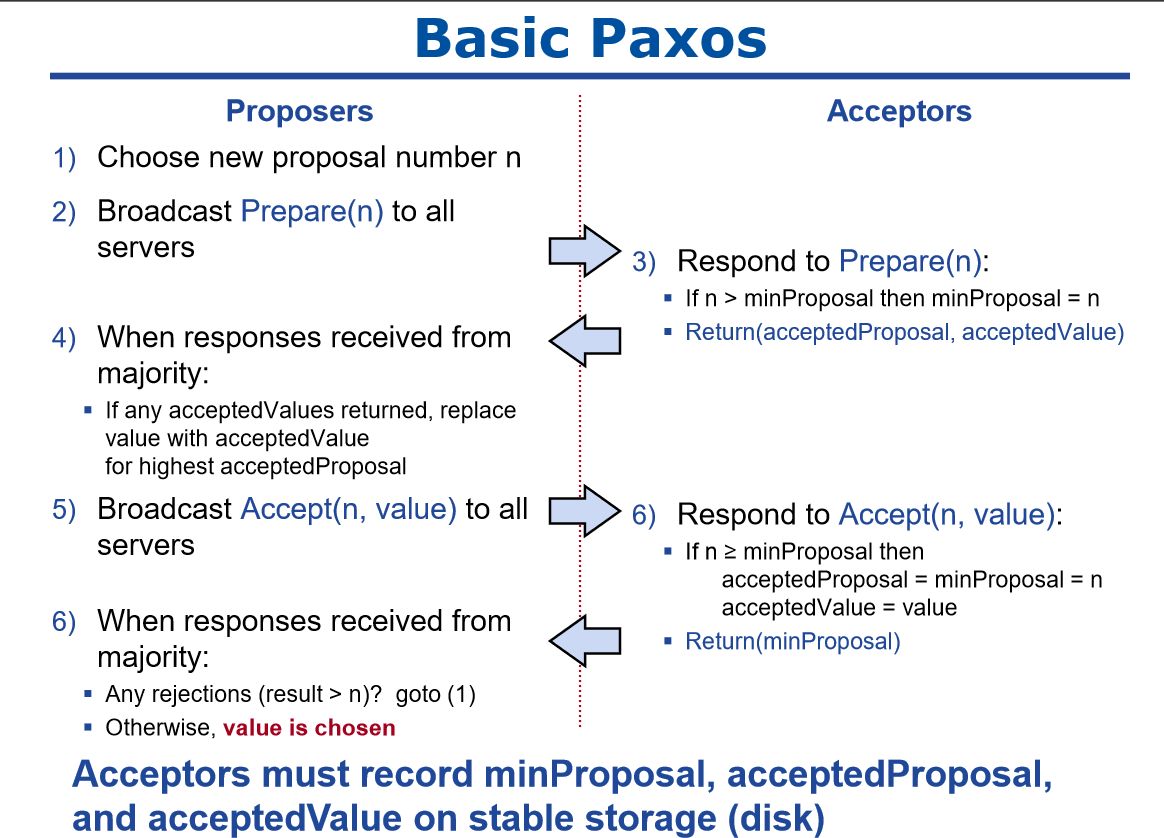 Basic Paxos
Proposers
1) Choose new proposal number n
2) Broadcast Prepare(n) to all
servers
4) When responses received from
majority:
▪ If any acceptedValues returned, replace
value with acceptedValue
for highest acceptedProposal
5) Broadcast Accept(n, value) to all
servers
6) When responses received from
majority:
▪ Any rejections (result > n)? goto (1)
▪ Otherwise, value is chosen
Acceptors
3) Respond to Prepare(n):
▪ If n > minProposal then minProposal = n
▪ Return(acceptedProposal, acceptedValue)
6) Respond to Accept(n, value):
▪ If n ≥ minProposal then
acceptedProposal = minProposal = n
acceptedValue = value
▪ Return(minProposal)
Acceptors must record minProposal, acceptedProposal,
and acceptedValue on stable storage (disk)